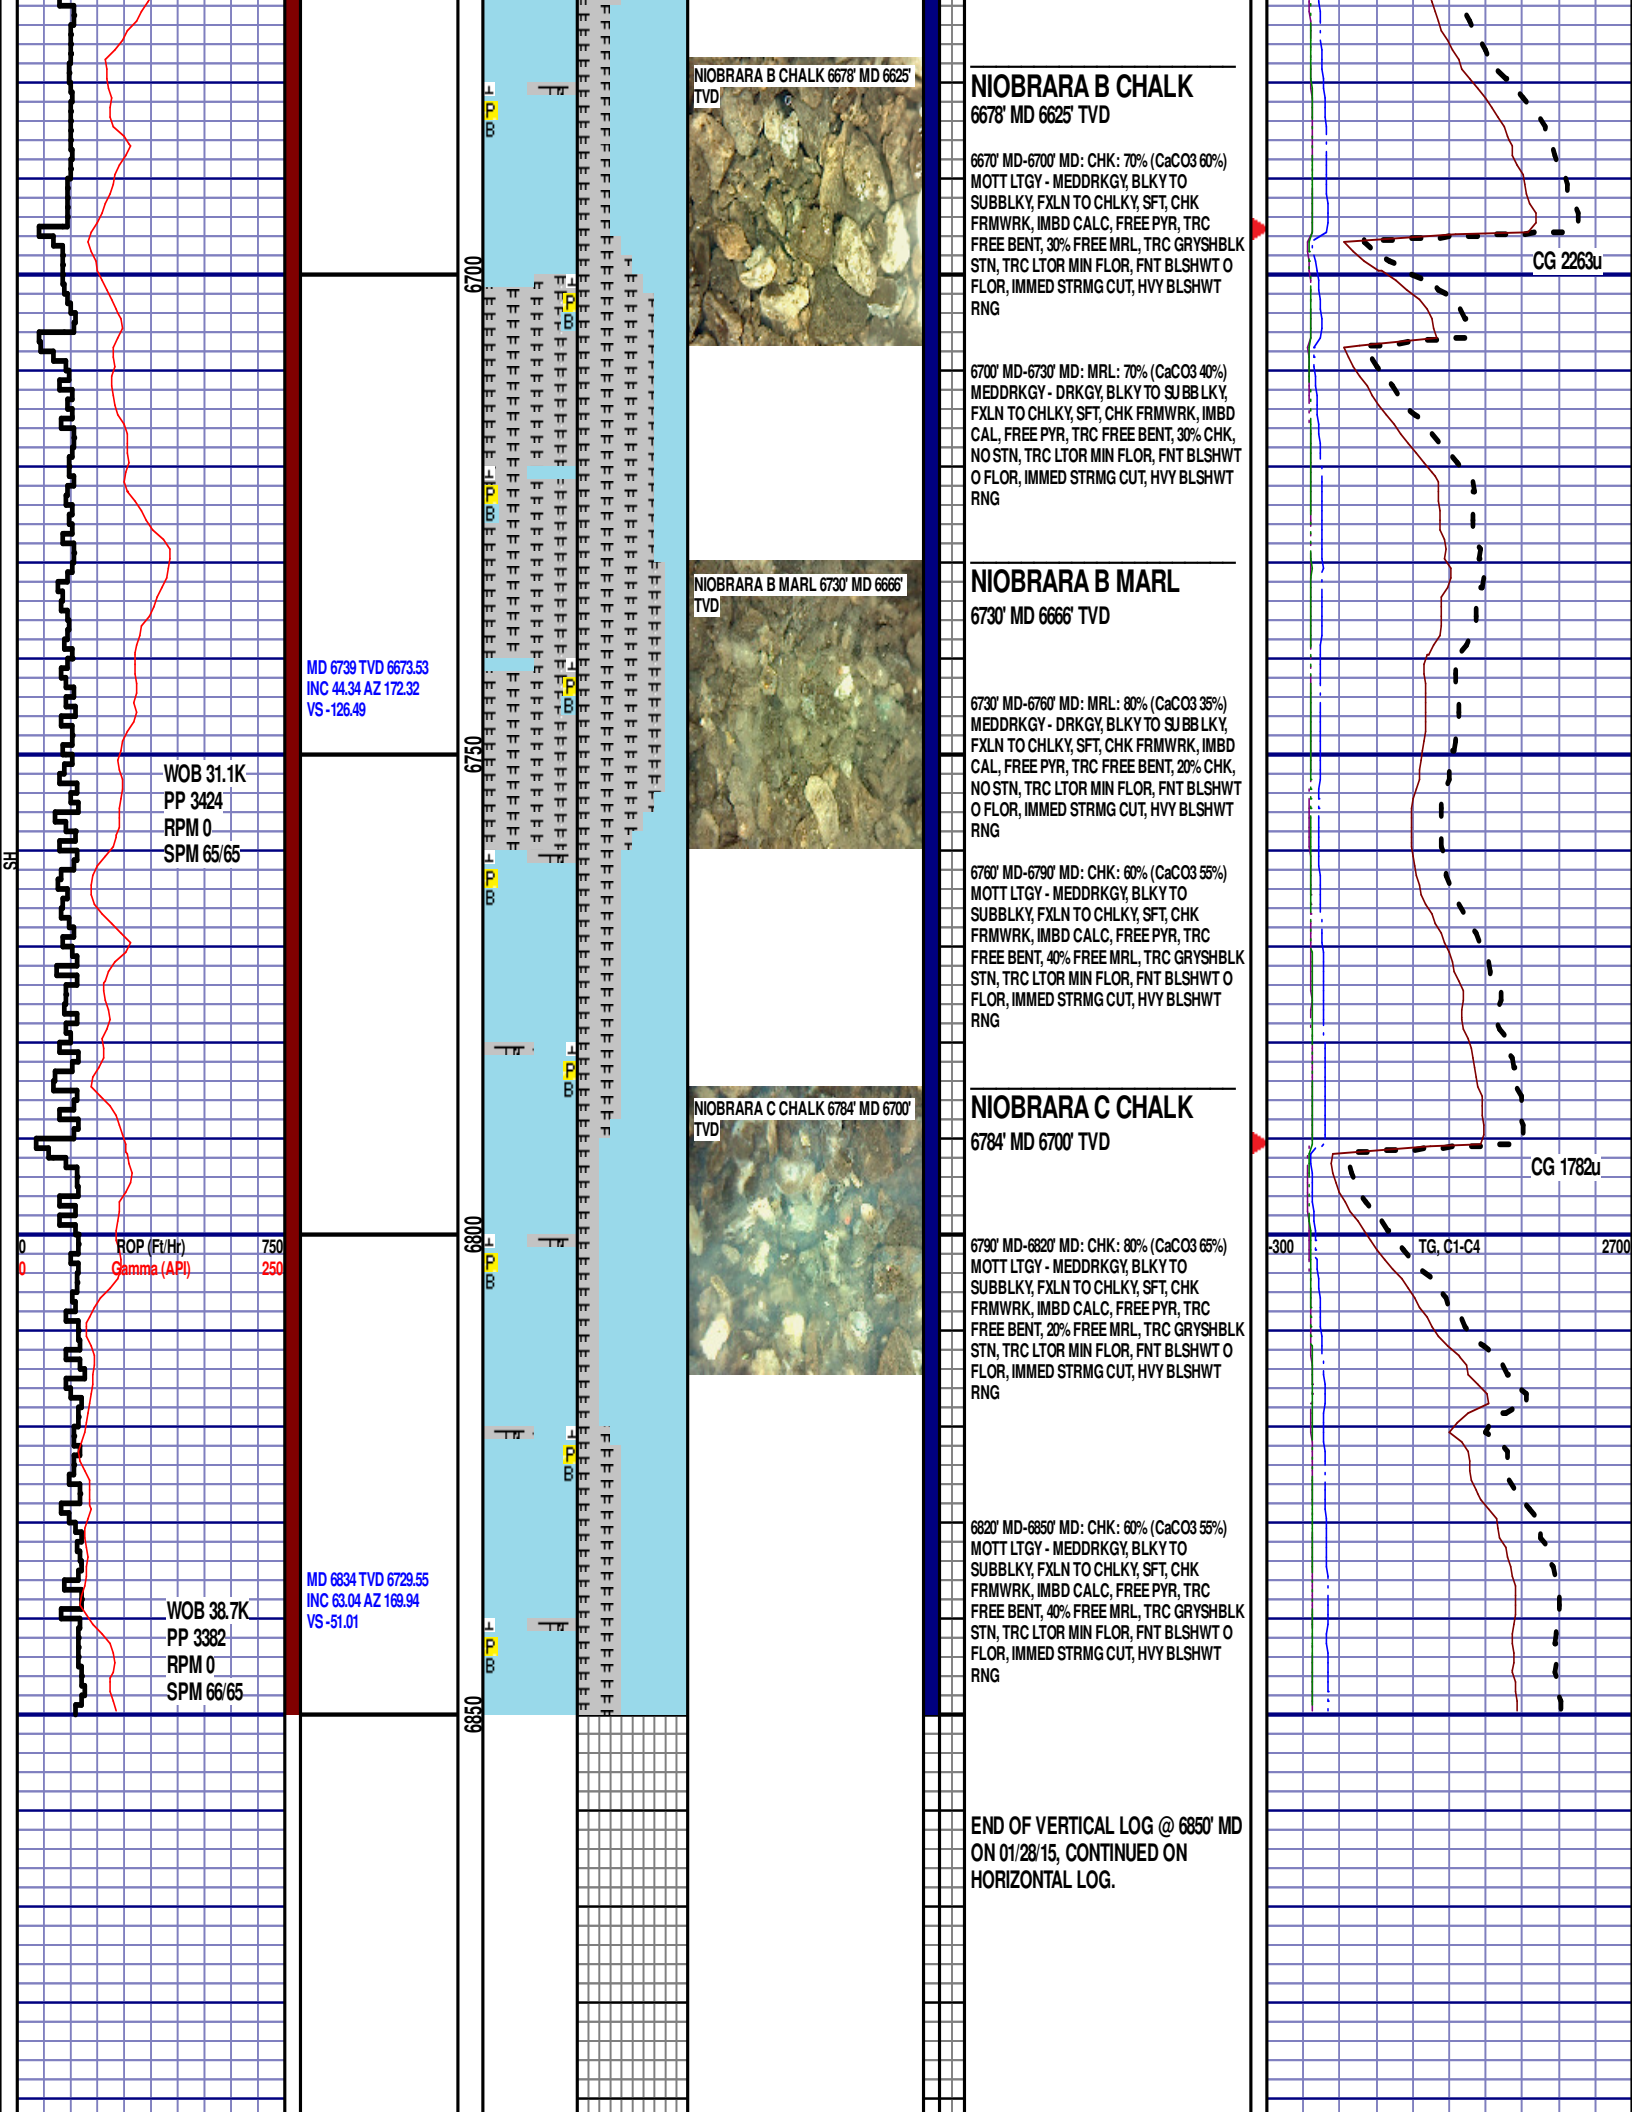 SH
WOB 31.1K
PP 3424
RPM 0
SPM 65/65
0 ROP (Ft/Hr) 750
0 Gamma (API) 250
WOB 38.7K
PP 3382
RPM 0
SPM 66/65
MD 6739 TVD 6673.53
INC 44.34 AZ 172.32
VS -126.49
MD 6834 TVD 6729.55
INC 63.04 AZ 169.94
VS -51.01
6700
6750
6800
6850
P
B
P
B
P
B
P
B
P
B
P
B
P
B
P
B
P
B
NIOBRARA B CHALK 6678' MD 6625'
TVD
NIOBRARA B MARL 6730' MD 6666'
TVD
NIOBRARA C CHALK 6784' MD 6700'
TVD
NIOBRARA B CHALK
6678' MD 6625' TVD
6670' MD-6700' MD: CHK: 70% (CaCO3 60%)
MOTT LTGY - MEDDRKGY, BLKY TO
SUBBLKY, FXLN TO CHLKY, SFT, CHK
FRMWRK, IMBD CALC, FREE PYR, TRC
FREE BENT, 30% FREE MRL, TRC GRYSHBLK
STN, TRC LTOR MIN FLOR, FNT BLSHWT O
FLOR, IMMED STRMG CUT, HVY BLSHWT
RNG
6700' MD-6730' MD: MRL: 70% (CaCO3 40%)
MEDDRKGY - DRKGY, BLKY TO SUBBLKY,
FXLN TO CHLKY, SFT, CHK FRMWRK, IMBD
CAL, FREE PYR, TRC FREE BENT, 30% CHK,
NO STN, TRC LTOR MIN FLOR, FNT BLSHWT
O FLOR, IMMED STRMG CUT, HVY BLSHWT
RNG
NIOBRARA B MARL
6730' MD 6666' TVD
6730' MD-6760' MD: MRL: 80% (CaCO3 35%)
MEDDRKGY - DRKGY, BLKY TO SUBBLKY,
FXLN TO CHLKY, SFT, CHK FRMWRK, IMBD
CAL, FREE PYR, TRC FREE BENT, 20% CHK,
NO STN, TRC LTOR MIN FLOR, FNT BLSHWT
O FLOR, IMMED STRMG CUT, HVY BLSHWT
RNG
6760' MD-6790' MD: CHK: 60% (CaCO3 55%)
MOTT LTGY - MEDDRKGY, BLKY TO
SUBBLKY, FXLN TO CHLKY, SFT, CHK
FRMWRK, IMBD CALC, FREE PYR, TRC
FREE BENT, 40% FREE MRL, TRC GRYSHBLK
STN, TRC LTOR MIN FLOR, FNT BLSHWT O
FLOR, IMMED STRMG CUT, HVY BLSHWT
RNG
NIOBRARA C CHALK
6784' MD 6700' TVD
6790' MD-6820' MD: CHK: 80% (CaCO3 65%)
MOTT LTGY - MEDDRKGY, BLKY TO
SUBBLKY, FXLN TO CHLKY, SFT, CHK
FRMWRK, IMBD CALC, FREE PYR, TRC
FREE BENT, 20% FREE MRL, TRC GRYSHBLK
STN, TRC LTOR MIN FLOR, FNT BLSHWT O
FLOR, IMMED STRMG CUT, HVY BLSHWT
RNG
6820' MD-6850' MD: CHK: 60% (CaCO3 55%)
MOTT LTGY - MEDDRKGY, BLKY TO
SUBBLKY, FXLN TO CHLKY, SFT, CHK
FRMWRK, IMBD CALC, FREE PYR, TRC
FREE BENT, 40% FREE MRL, TRC GRYSHBLK
STN, TRC LTOR MIN FLOR, FNT BLSHWT O
FLOR, IMMED STRMG CUT, HVY BLSHWT
RNG
END OF VERTICAL LOG @ 6850' MD
ON 01/28/15, CONTINUED ON
HORIZONTAL LOG.
CG 2263u
CG 1782u
-300 TG, C1-C4 2700